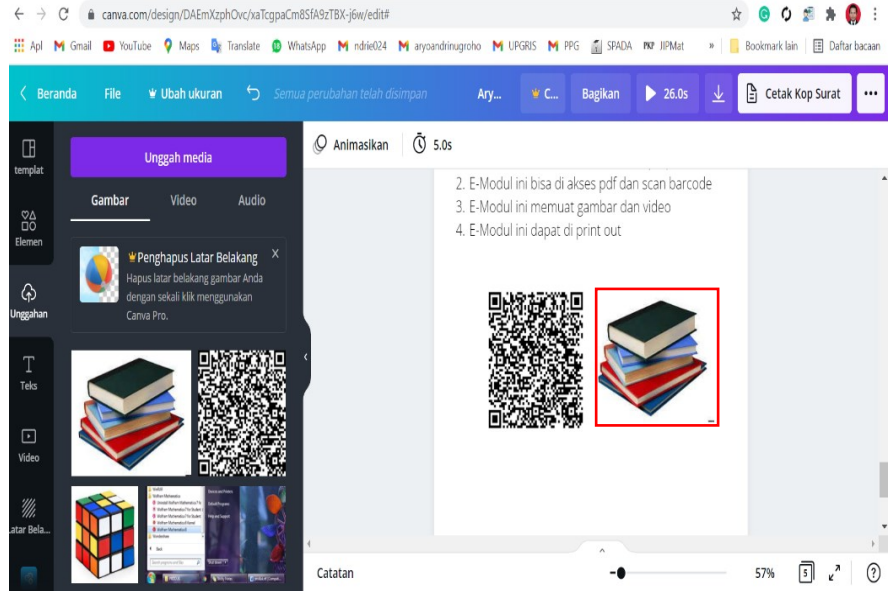 canva.com/design/DAEmXzphOvc/xaTcgpaCm8SfA9zTBX-j6w/edit#
Apl Gmail YouTube Maps Translate WhatsApp ndrie024 aryoandrinugroho UPGRIS PPG SPADA PKP JIPMat » Bookmark lain Daftar bacaan
Beranda File Ubah ukuran Semua perubahan telah disimpan Ary... C... Bagikan 26.0s Cetak Kop Surat
Animasikan 5.0s
templat
Elemen
Unggahan
Teks
Video
atar Bela...
Unggah media
Gambar Video Audio
Penghapus Latar Belakang
Hapus latar belakang gambar Anda
dengan sekali klik menggunakan
Canva Pro.
2. E-Modul ini bisa di akses pdf dan scan barcode
3. E-Modul ini memuat gambar dan video
4. E-Modul ini dapat di print out
Catatan 57% 5